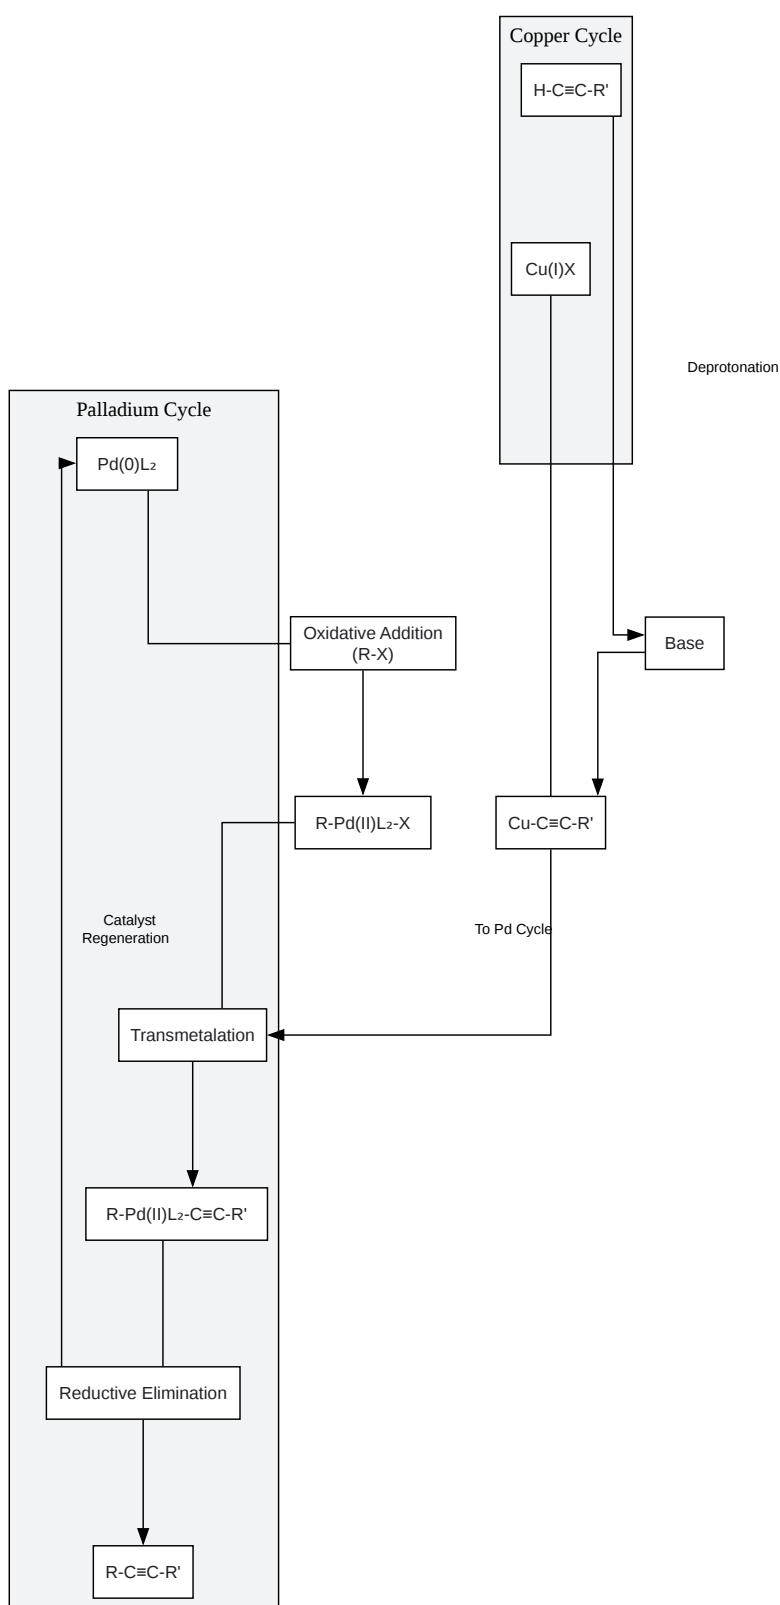 Copper Cycle
H-C≡C-R'
Cu(I)X
Deprotonation
Palladium Cycle
Pd(0)L₂
Oxidative Addition
(R-X)
Base
R-Pd(II)L₂-X
Cu-C≡C-R'
Catalyst
Regeneration
To Pd Cycle
Transmetalation
R-Pd(II)L₂-C≡C-R'
Reductive Elimination
R-C≡C-R'